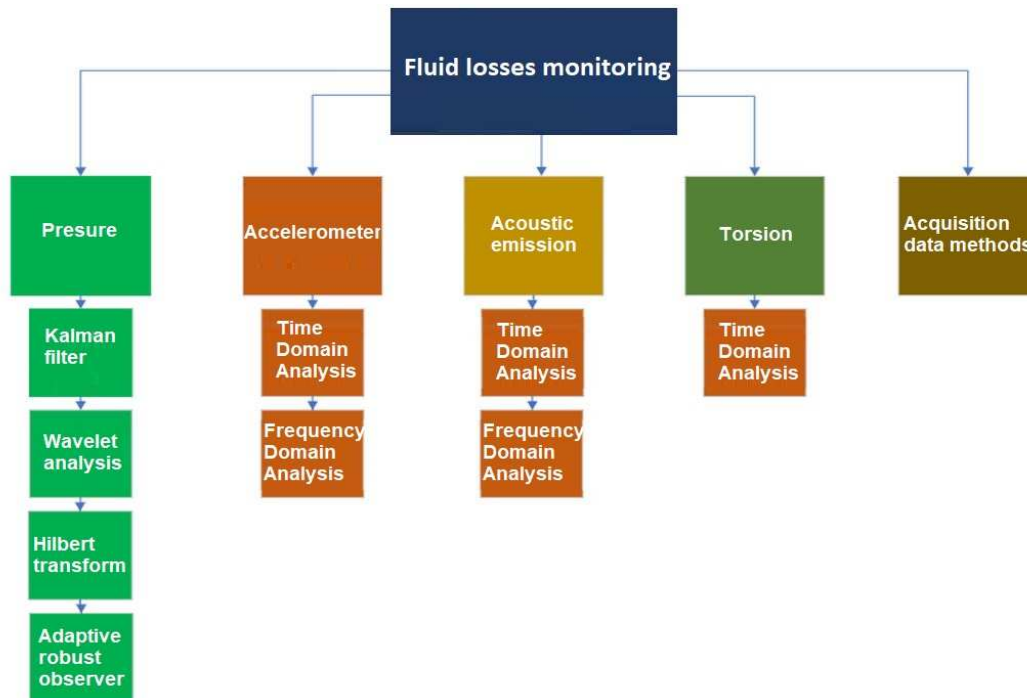 Fluid losses monitoring
Presure
Accelerometer
Acoustic
emission
Torsion
Acquisition
data methods
Kalman
filter
Time
Domain
Analysis
Time
Domain
Analysis
Time
Domain
Analysis
Wavelet
analysis
Frequency
Domain
Analysis
Frequency
Domain
Analysis
Hilbert
transform
Adaptive
robust
observer